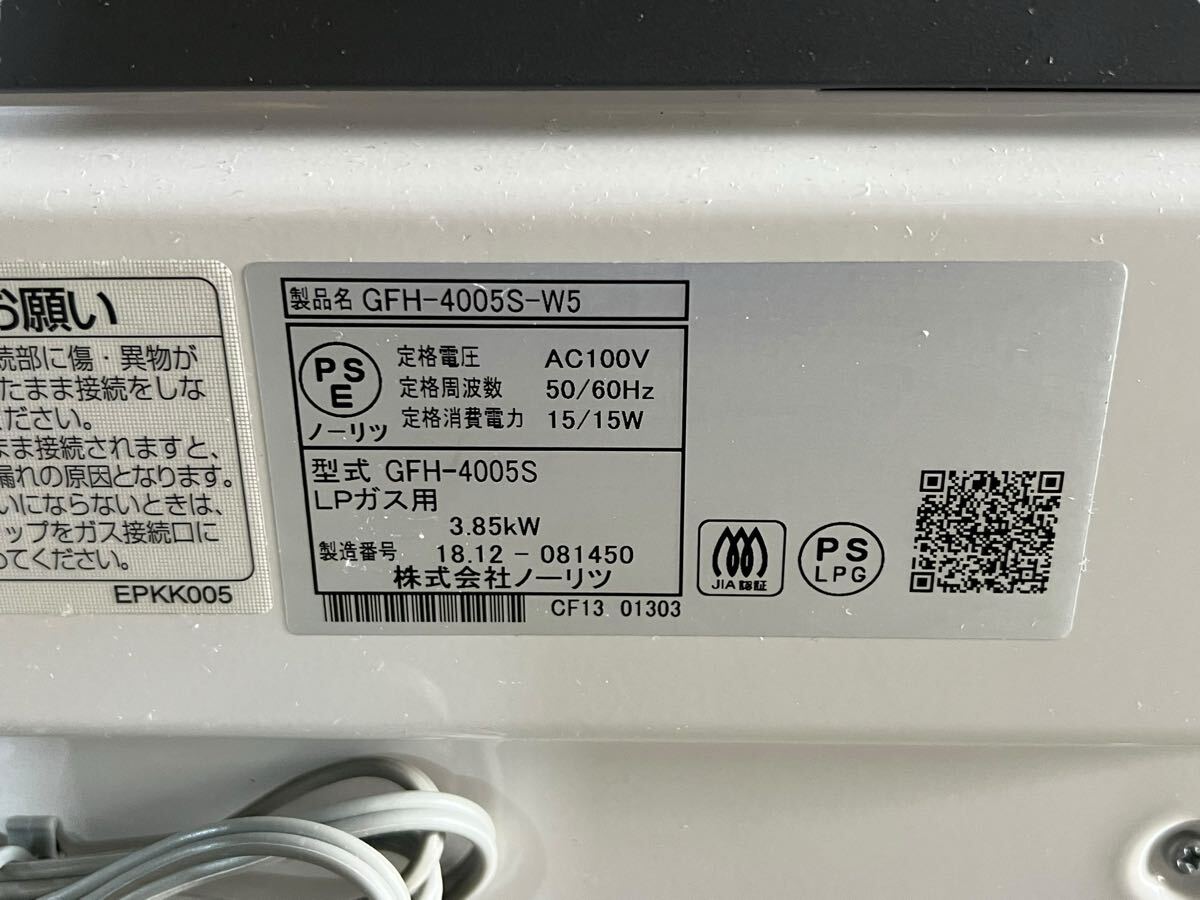 お願い
続部に傷・異物が
たまま接続をしな
ください。
まま接続されますと、
漏れの原因となります。
いにならないときは、
ップをガス接続口に
ってください。
EPKK005
製品名 GFH-4005S-W5
PS
E
ノーリツ
定格電圧 AC100V
定格周波数 50/60Hz
定格消費電力 15/15W
型式 GFH-4005S
LPガス用
3.85kW
製造番号 18.12 - 081450
株式会社ノーリツ
CF13 01303
JIA認証
PS
LPG